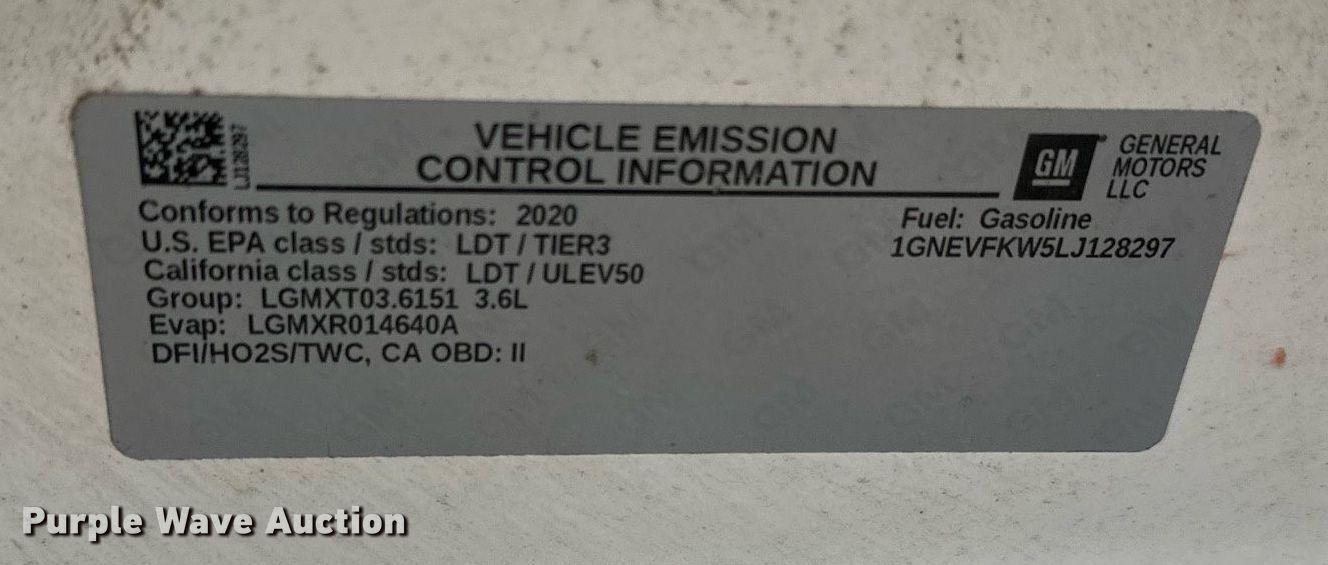 LJ128297
VEHICLE EMISSION
CONTROL INFORMATION
GM
GENERAL
MOTORS
LLC
Conforms to Regulations: 2020
Fuel: Gasoline
U.S. EPA class / stds: LDT / TIER3
1GNEVFKW5LJ128297
California class / stds: LDT / ULEV50
Group: LGMXT03.6151 3.6L
Evap: LGMXR014640A
DFI/HO2S/TWC, CA OBD: II
Purple Wave Auction